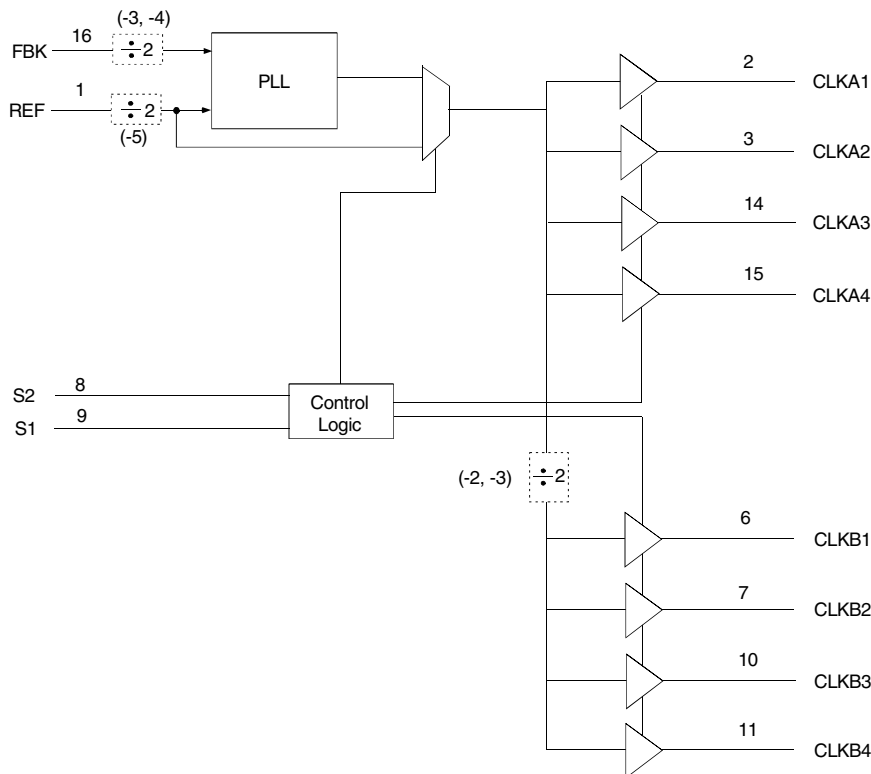 (-3, -4)
FBK 16 ÷2
PLL
REF 1 ÷2
(-5)
2 CLKA1
3 CLKA2
14 CLKA3
15 CLKA4
S2 8
S1 9
Control
Logic
(-2, -3) ÷2
6 CLKB1
7 CLKB2
10 CLKB3
11 CLKB4